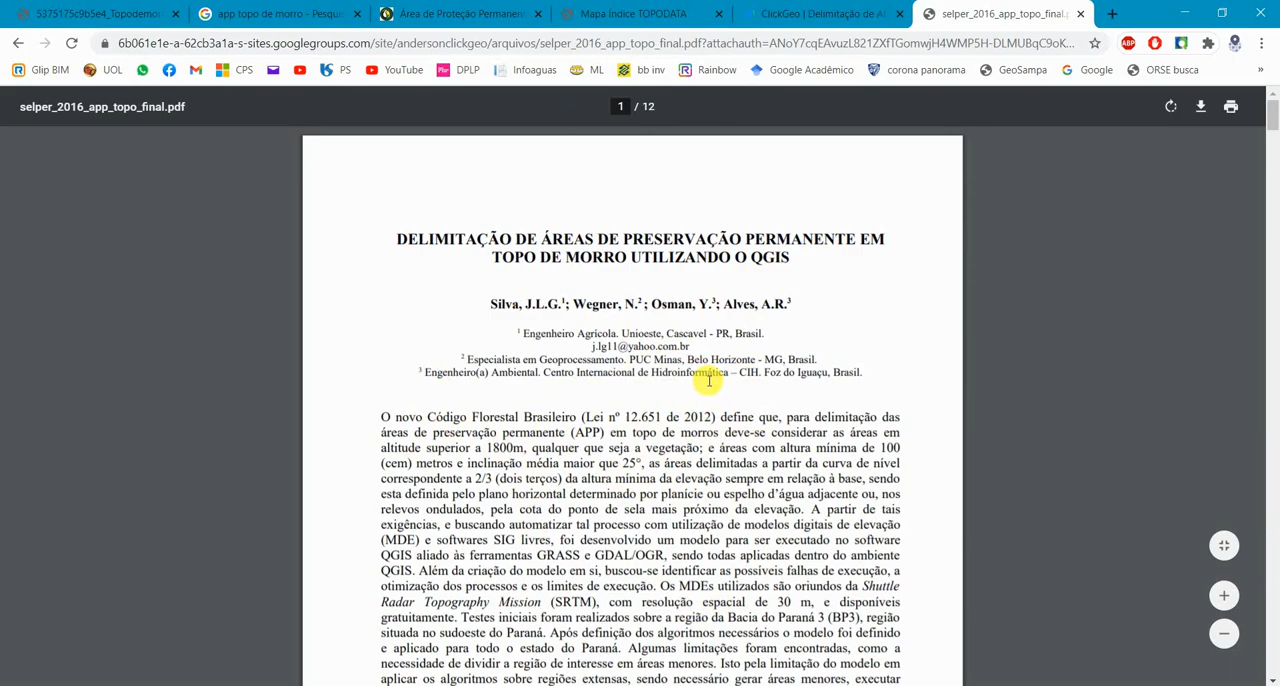 5375175c9b5e4_Topodemo
app topo de morro - Pesqu
Área de Proteção Permanen
Mapa Índice TOPODATA
ClickGeo | Delimitação de A
selper_2016_app_topo_final.p
6b061e1e-a-62cb3a1a-s-sites.googlegroups.com/site/andersonclickgeo/arquivos/selper_2016_app_topo_final.pdf?attachauth=ANoY7cqEAvuzL821ZXfTGomwjH4WMP5H-DLMUBqC9oK...
Glip BIM UOL CPS PS YouTube DPLP Infoaguas ML bb inv Rainbow Google Acadêmico corona panorama GeoSampa Google ORSE busca »
selper_2016_app_topo_final.pdf 1 / 12
DELIMITAÇÃO DE ÁREAS DE PRESERVAÇÃO PERMANENTE EM
TOPO DE MORRO UTILIZANDO O QGIS
Silva, J.L.G.1; Wegner, N.2; Osman, Y.3; Alves, A.R.3
1 Engenheiro Agricola. Unioeste, Cascavel - PR, Brasil.
j.lg11@yahoo.com.br
2 Especialista em Geoprocessamento. PUC Minas, Belo Horizonte - MG, Brasil.
3 Engenheiro(a) Ambiental. Centro Internacional de Hidroinformática – CIH. Foz do Iguaçu, Brasil.
O novo Código Florestal Brasileiro (Lei nº 12.651 de 2012) define que, para delimitação das
áreas de preservação permanente (APP) em topo de morros deve-se considerar as áreas em
altitude superior a 1800m, qualquer que seja a vegetação; e áreas com altura mínima de 100
(cem) metros e inclinação média maior que 25°, as áreas delimitadas a partir da curva de nível
correspondente a 2/3 (dois terços) da altura mínima da elevação sempre em relação à base, sendo
esta definida pelo plano horizontal determinado por planície ou espelho d’água adjacente ou, nos
relevos ondulados, pela cota do ponto de sela mais próximo da elevação. A partir de tais
exigências, e buscando automatizar tal processo com utilização de modelos digitais de elevação
(MDE) e softwares SIG livres, foi desenvolvido um modelo para ser executado no software
QGIS aliado às ferramentas GRASS e GDAL/OGR, sendo todas aplicadas dentro do ambiente
QGIS. Além da criação do modelo em si, buscou-se identificar as possíveis falhas de execução, a
otimização dos processos e os limites de execução. Os MDEs utilizados são oriundos da Shuttle
Radar Topography Mission (SRTM), com resolução espacial de 30 m, e disponíveis
gratuitamente. Testes iniciais foram realizados sobre a região da Bacia do Paraná 3 (BP3), região
situada no sudoeste do Paraná. Após definição dos algoritmos necessários o modelo foi definido
e aplicado para todo o estado do Paraná. Algumas limitações foram encontradas, como a
necessidade de dividir a região de interesse em áreas menores. Isto pela limitação do modelo em
aplicar os algoritmos sobre regiões extensas, sendo necessário gerar áreas menores, executar